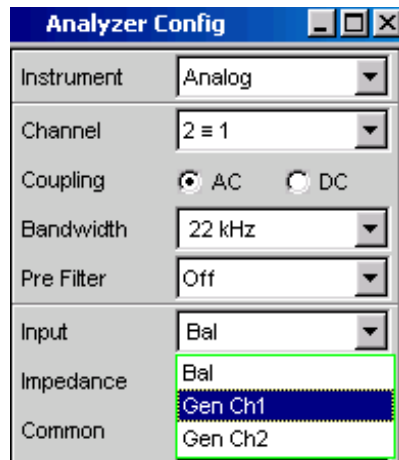 Analyzer Config
Instrument Analog
Channel 2 ≡ 1
Coupling AC DC
Bandwidth 22 kHz
Pre Filter Off
Input Bal
Impedance Bal
Gen Ch1
Common Gen Ch2